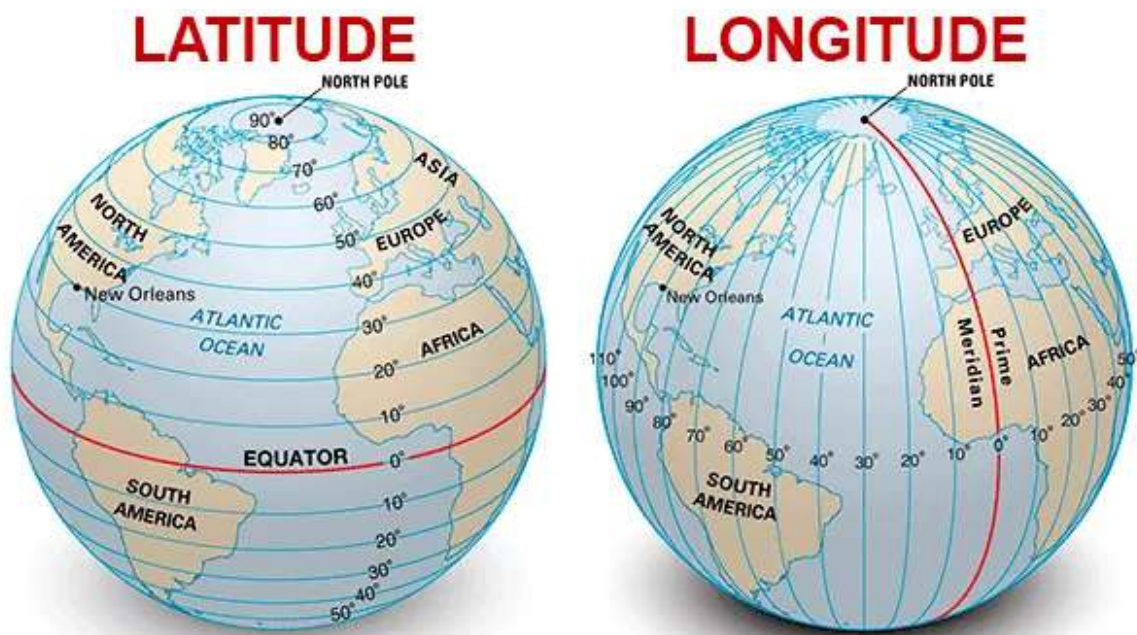 LATITUDE
NORTH POLE
90°
80°
70°
60°
50°
40°
30°
20°
10°
0°
10°
20°
30°
40°
50°
ASIA
NORTH
AMERICA
EUROPE
New Orleans
ATLANTIC
OCEAN
AFRICA
EQUATOR
SOUTH
AMERICA
LONGITUDE
NORTH POLE
NORTH
AMERICA
EUROPE
New Orleans
ATLANTIC
OCEAN
Prime
Meridian
AFRICA
110°
100°
90°
80°
70°
60°
50°
40°
30°
20°
10°
0°
10°
20°
30°
40°
50°
SOUTH
AMERICA